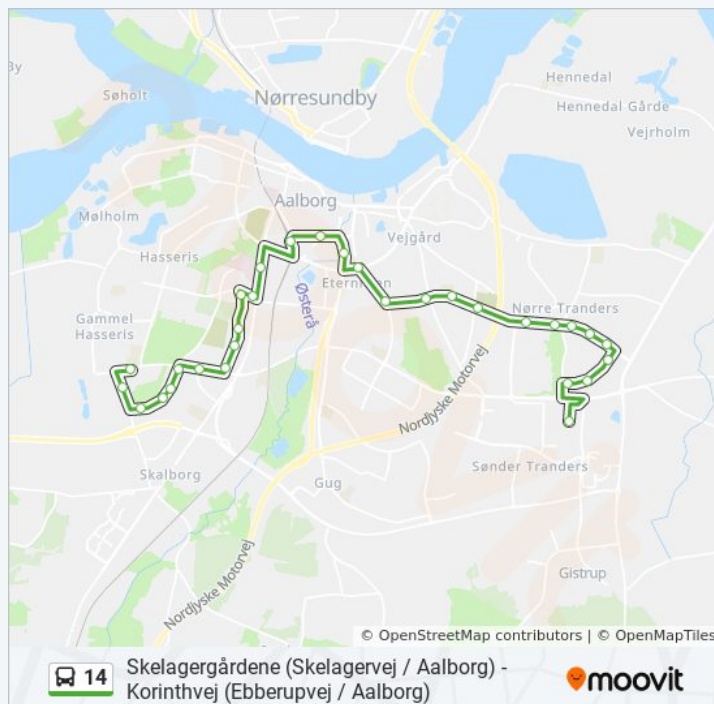 By
Søholt
Nørresundby
Hennedal
Hennedal Gårde
Vejrholm
Mølholm
Aalborg
Vejgård
Hasseris
Østerå
Nørre Tranders
Gammel
Hasseris
Nordjyske Motorvej
Skalborg
Gug
Sønder Tranders
Nordjyske Motorvej
Gistrup
© OpenStreetMap contributors | © OpenMapTiles
14
Skelagergårdene (Skelagervej / Aalborg) -
Korinthvej (Ebberupvej / Aalborg)
moovit